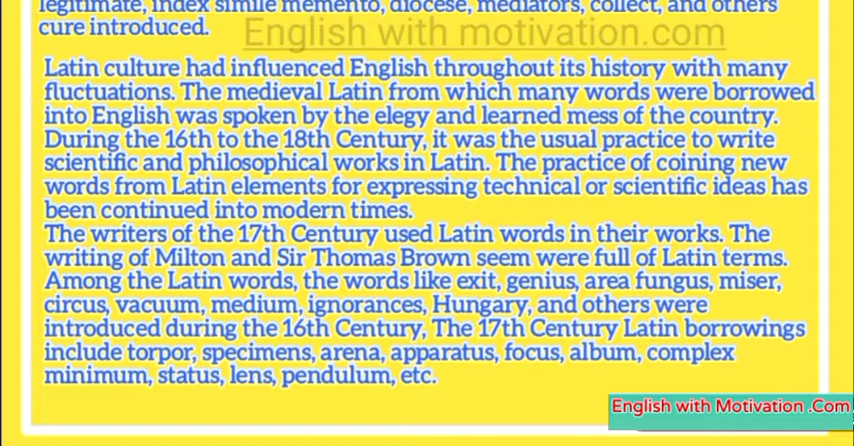 legitimate, index simile memento, diocese, mediators, collect, and others
cure introduced.
English with motivation.com
Latin culture had influenced English throughout its history with many
fluctuations. The medieval Latin from which many words were borrowed
into English was spoken by the elegy and learned mess of the country.
During the 16th to the 18th Century, it was the usual practice to write
scientific and philosophical works in Latin. The practice of coining new
words from Latin elements for expressing technical or scientific ideas has
been continued into modern times.
The writers of the 17th Century used Latin words in their works. The
writing of Milton and Sir Thomas Brown seem were full of Latin terms.
Among the Latin words, the words like exit, genius, area fungus, miser,
circus, vacuum, medium, ignorances, Hungary, and others were
introduced during the 16th Century, The 17th Century Latin borrowings
include torpor, specimens, arena, apparatus, focus, album, complex
minimum, status, lens, pendulum, etc.
English with Motivation .Com